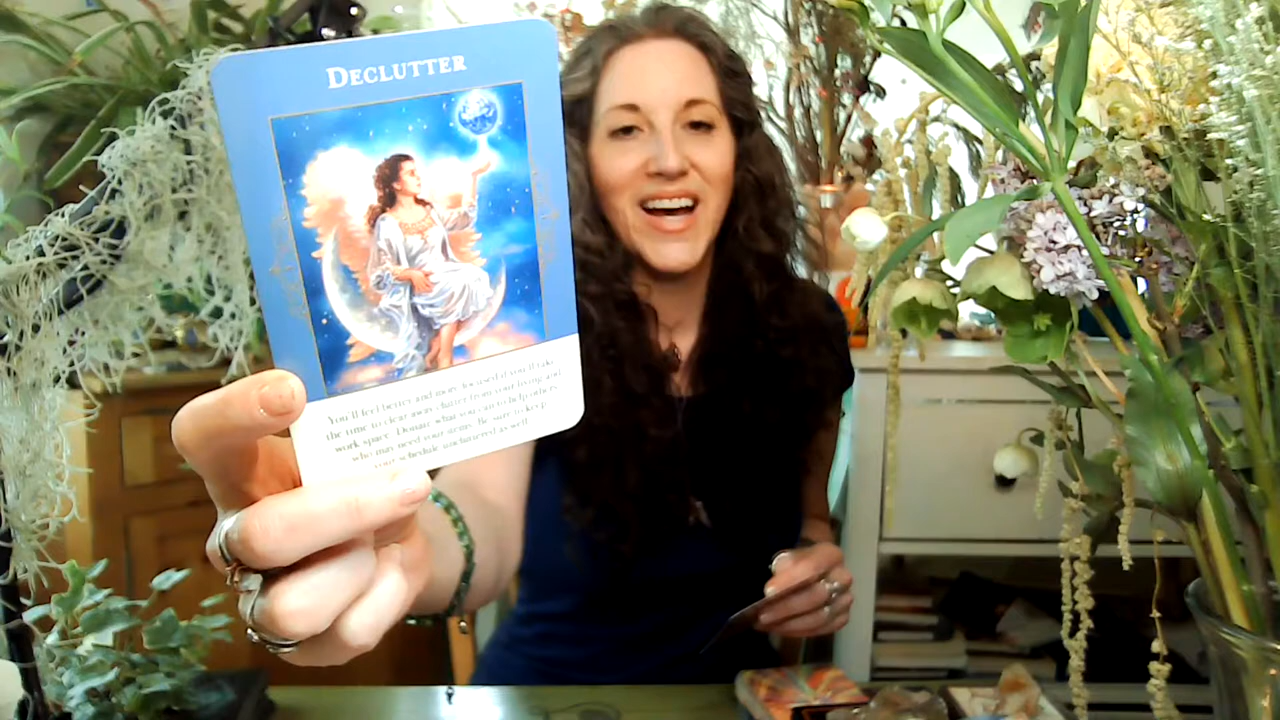 DECLUTTER
You'll feel better and more focused if you'll take
the time to clear away clutter from your living and
work space. Donate what you can to help others
who may need your items. Be sure to keep
your schedule uncluttered as well.